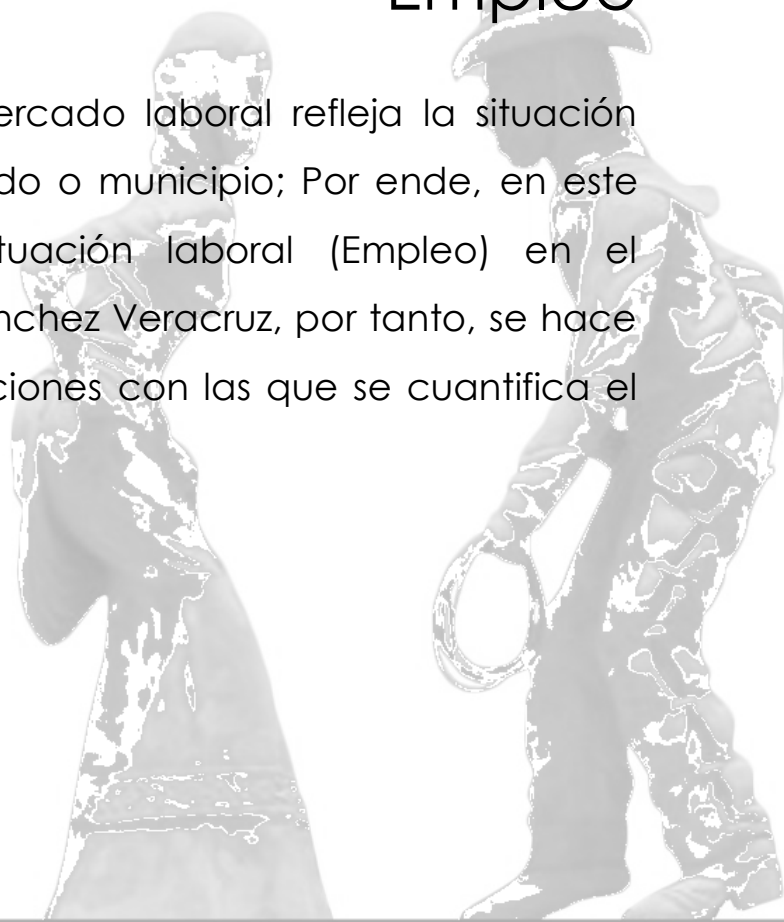 Empleo
ercado laboral refleja la situación
do o municipio; Por ende, en este
tuación laboral (Empleo) en el
nchez Veracruz, por tanto, se hace
ciones con las que se cuantifica el